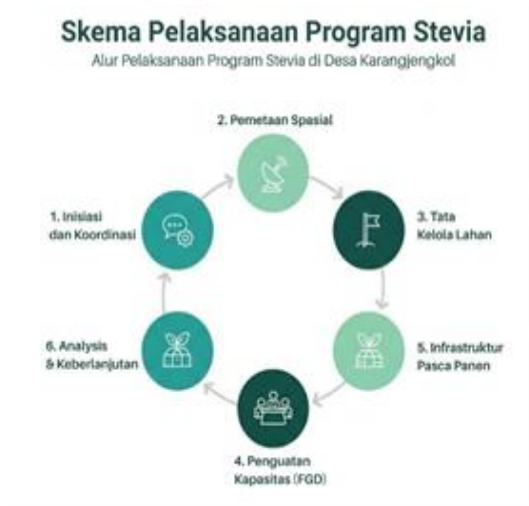 Skema Pelaksanaan Program Stevia
Alur Pelaksanaan Program Stevia di Desa Karangjengkol
2. Pemetaan Spasial
1. Inisiasi
dan Koordinasi
3. Tata
Kelola Lahan
6. Analysis
& Keberlanjutan
5. Infrastruktur
Pasca Panen
4. Penguatan
Kapasitas (FGD)